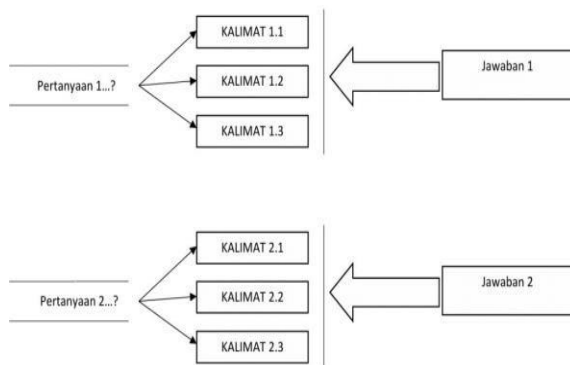 KALIMAT 1.1
Pertanyaan 1...?
KALIMAT 1.2
KALIMAT 1.3
Jawaban 1
KALIMAT 2.1
Pertanyaan 2...?
KALIMAT 2.2
KALIMAT 2.3
Jawaban 2